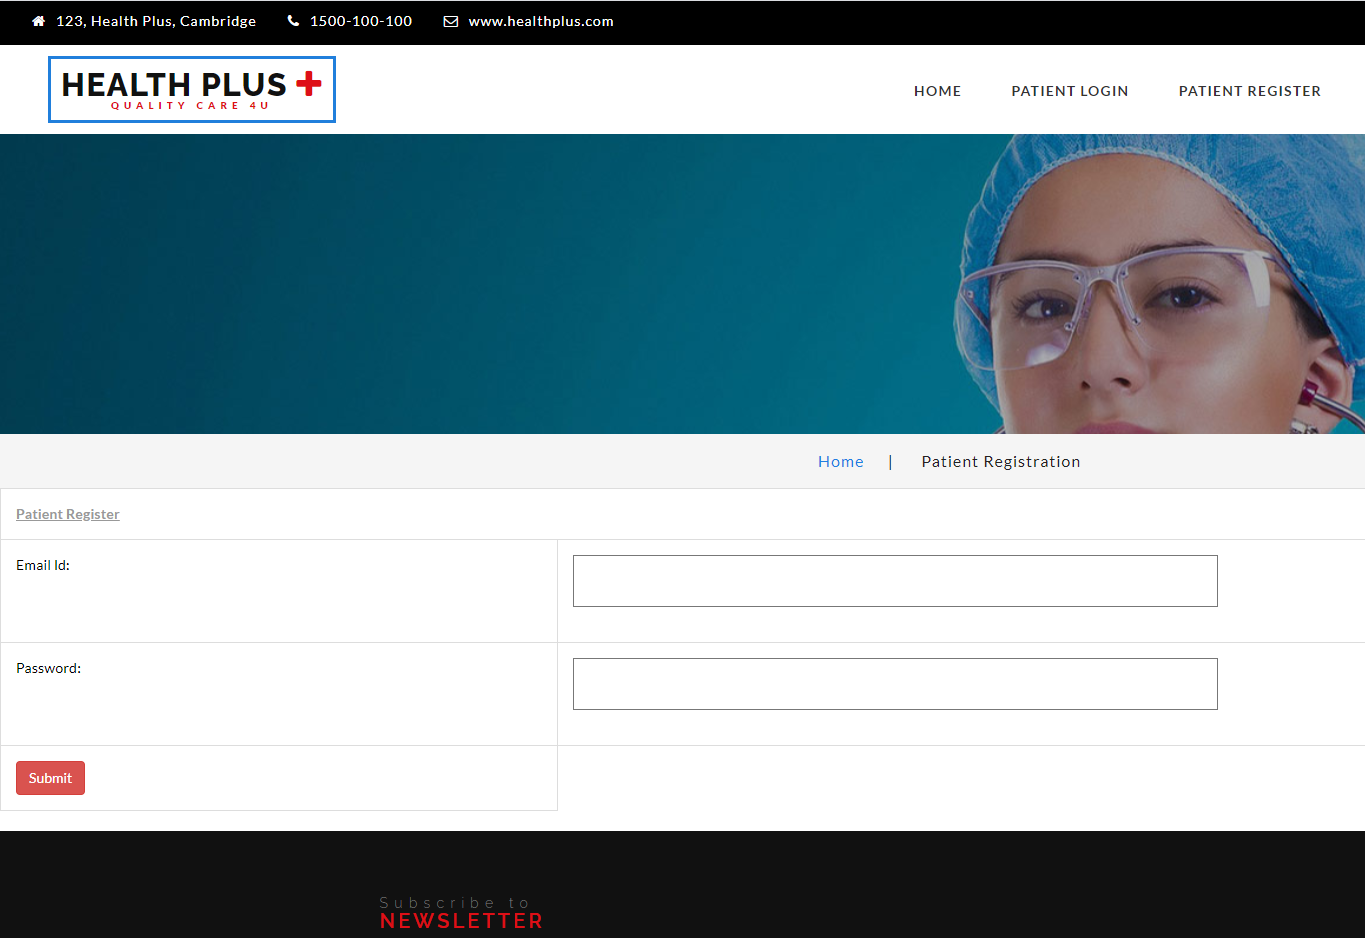 123, Health Plus, Cambridge 1500-100-100 www.healthplus.com
HEALTH PLUS
QUALITY CARE 4U
HOME PATIENT LOGIN PATIENT REGISTER
Home | Patient Registration
Patient Register
Email Id:
Password:
Submit
Subscribe to
NEWSLETTER